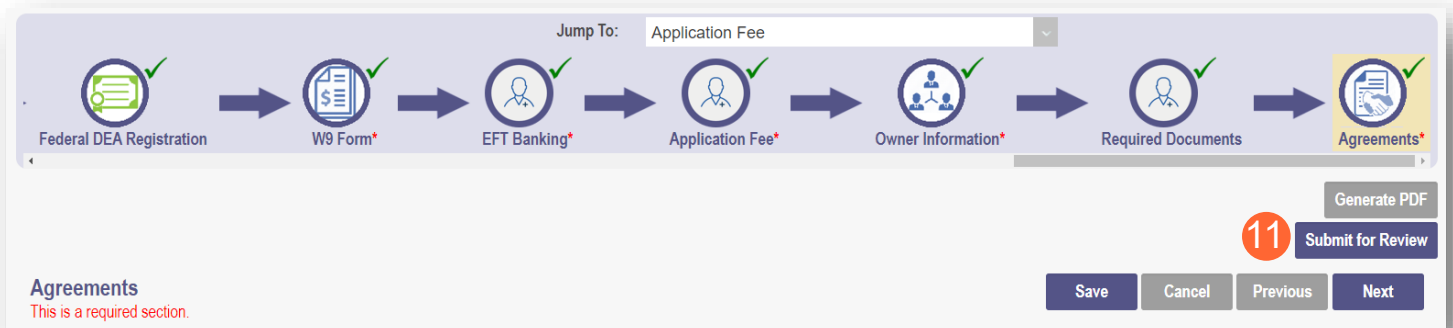 Jump To: Application Fee
Federal DEA Registration W9 Form* EFT Banking* Application Fee* Owner Information* Required Documents Agreements*
Generate PDF
11 Submit for Review
Agreements Save Cancel Previous Next
This is a required section.